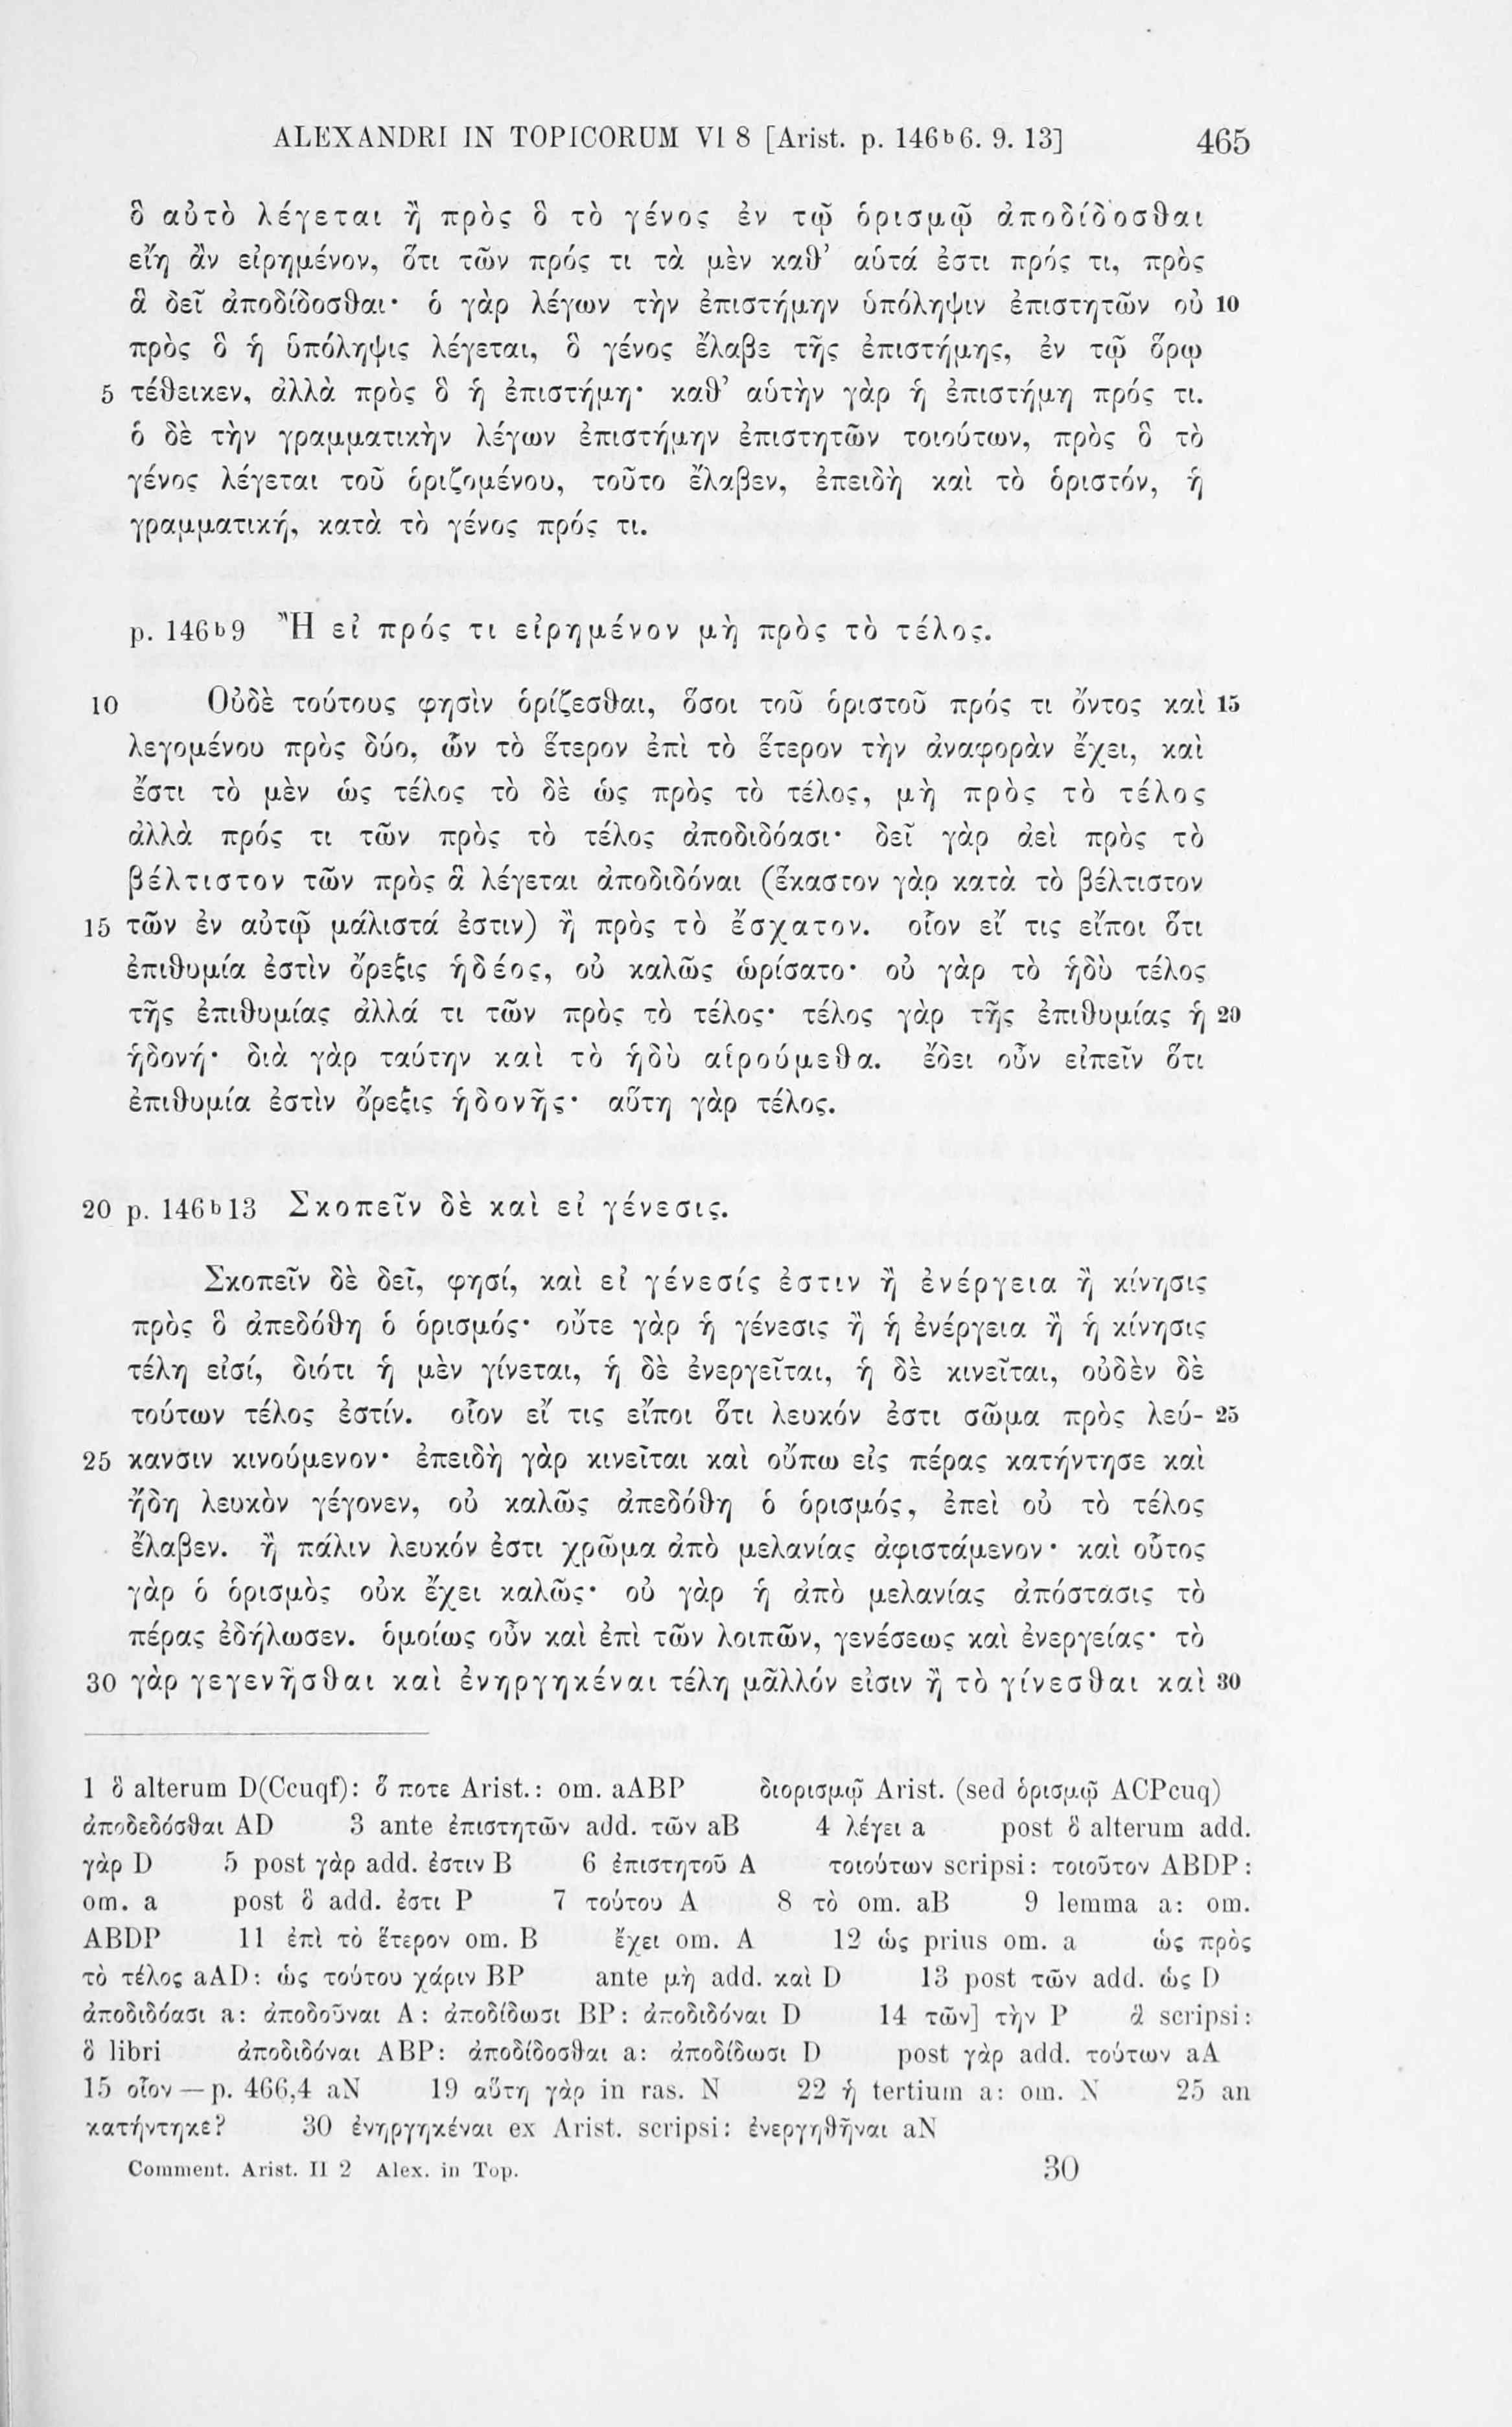 ALEXANDRI IN TOPICORUM VI 8 [Arist. p. 146ᵇ6. 9. 13] 465
ὃ αὐτὸ λέγεται ἢ πρὸς ὃ τὸ γένος ἐν τῷ ὁρισμῷ ἀποδίδοσθαι
εἴη ἂν εἰρημένον, ὅτι τῶν πρός τι τὰ μὲν καθ’ αὑτά ἐστι πρός τι, πρὸς
ἃ δεῖ ἀποδίδοσθαι· ὁ γὰρ λέγων τὴν ἐπιστήμην ὑπόληψιν ἐπιστητῶν οὐ 10
πρὸς ὃ ἡ ὑπόληψις λέγεται, ὃ γένος ἔλαβε τῆς ἐπιστήμης, ἐν τῷ ὅρῳ
5 τέθεικεν, ἀλλὰ πρὸς ὃ ἡ ἐπιστήμη· καθ’ αὑτὴν γὰρ ἡ ἐπιστήμη πρός τι.
ὁ δὲ τὴν γραμματικὴν λέγων ἐπιστήμην ἐπιστητῶν τοιούτων, πρὸς ὃ τὸ
γένος λέγεται τοῦ ὁριζομένου, τοῦτο ἔλαβεν, ἐπειδὴ καὶ τὸ ὁριστόν, ἡ
γραμματική, κατὰ τὸ γένος πρός τι.
p. 146ᵇ9 Ἢ εἰ πρός τι εἰρημένον μὴ πρὸς τὸ τέλος.
10 Οὐδὲ τούτους φησὶν ὁρίζεσθαι, ὅσοι τοῦ ὁριστοῦ πρός τι ὄντος καὶ 15
λεγομένου πρὸς δύο, ὧν τὸ ἕτερον ἐπὶ τὸ ἕτερον τὴν ἀναφορὰν ἔχει, καὶ
ἔστι τὸ μὲν ὡς τέλος τὸ δὲ ὡς πρὸς τὸ τέλος, μὴ πρὸς τὸ τέλος
ἀλλὰ πρός τι τῶν πρὸς τὸ τέλος ἀποδιδόασι· δεῖ γὰρ ἀεὶ πρὸς τὸ
βέλτιστον τῶν πρὸς ἃ λέγεται ἀποδιδόναι (ἕκαστον γὰρ κατὰ τὸ βέλτιστον
15 τῶν ἐν αὐτῷ μάλιστά ἐστιν) ἢ πρὸς τὸ ἔσχατον. οἷον εἴ τις εἴποι ὅτι
ἐπιθυμία ἐστὶν ὄρεξις ἡδέος, οὐ καλῶς ὡρίσατο· οὐ γὰρ τὸ ἡδὺ τέλος
τῆς ἐπιθυμίας ἀλλά τι τῶν πρὸς τὸ τέλος· τέλος γὰρ τῆς ἐπιθυμίας ἡ 20
ἡδονή· διὰ γὰρ ταύτην καὶ τὸ ἡδὺ αἱρούμεθα. ἔδει οὖν εἰπεῖν ὅτι
ἐπιθυμία ἐστὶν ὄρεξις ἡδονῆς· αὕτη γὰρ τέλος.
20 p. 146ᵇ13 Σκοπεῖν δὲ καὶ εἰ γένεσις.
Σκοπεῖν δὲ δεῖ, φησί, καὶ εἰ γένεσίς ἐστιν ἢ ἐνέργεια ἢ κίνησις
πρὸς ὃ ἀπεδόθη ὁ ὁρισμός· οὔτε γὰρ ἡ γένεσις ἢ ἡ ἐνέργεια ἢ ἡ κίνησις
τέλη εἰσί, διότι ἡ μὲν γίνεται, ἡ δὲ ἐνεργεῖται, ἡ δὲ κινεῖται, οὐδὲν δὲ
τούτων τέλος ἐστίν. οἷον εἴ τις εἴποι ὅτι λευκόν ἐστι σῶμα πρὸς λεύ- 25
25 κανσιν κινούμενον· ἐπειδὴ γὰρ κινεῖται καὶ οὔπω εἰς πέρας κατήντησε καὶ
ἤδη λευκὸν γέγονεν, οὐ καλῶς ἀπεδόθη ὁ ὁρισμός, ἐπεὶ οὐ τὸ τέλος
ἔλαβεν. ἢ πάλιν λευκόν ἐστι χρῶμα ἀπὸ μελανίας ἀφιστάμενον· καὶ οὗτος
γὰρ ὁ ὁρισμὸς οὐκ ἔχει καλῶς· οὐ γὰρ ἡ ἀπὸ μελανίας ἀπόστασις τὸ
πέρας ἐδήλωσεν. ὁμοίως οὖν καὶ ἐπὶ τῶν λοιπῶν, γενέσεως καὶ ἐνεργείας· τὸ
30 γὰρ γεγενῆσθαι καὶ ἐνηργηκέναι τέλη μᾶλλόν εἰσιν ἢ τὸ γίνεσθαι καὶ 30
1 ὃ alterum D(Ccuqf): ὅ ποτε Arist.: om. aABP διορισμῷ Arist. (sed ὁρισμῷ ACPcuq)
ἀποδεδόσθαι AD 3 ante ἐπιστητῶν add. τῶν aB 4 λέγει a post ὃ alterum add.
γὰρ D 5 post γὰρ add. ἐστιν B 6 ἐπιστητοῦ A τοιούτων scripsi: τοιοῦτον ABDP:
om. a post ὃ add. ἐστι P 7 τούτου A 8 τὸ om. aB 9 lemma a: om.
ABDP 11 ἐπὶ τὸ ἕτερον om. B ἔχει om. A 12 ὡς prius om. a ὡς πρὸς
τὸ τέλος aAD: ὡς τούτου χάριν BP ante μὴ add. καὶ D 13 post τῶν add. ὡς D
ἀποδιδόασι a: ἀποδοῦναι A: ἀποδίδωσι BP: ἀποδιδόναι D 14 τῶν] τὴν P ἃ scripsi:
ὃ libri ἀποδιδόναι ABP: ἀποδίδοσθαι a: ἀποδίδωσι D post γὰρ add. τούτων aA
15 οἷον — p. 466,4 aN 19 αὕτη γὰρ in ras. N 22 ἡ tertium a: om. N 25 an
κατήντηκε? 30 ἐνηργηκέναι ex Arist. scripsi: ἐνεργηθῆναι aN
Comment. Arist. II 2 Alex. in Top. 30